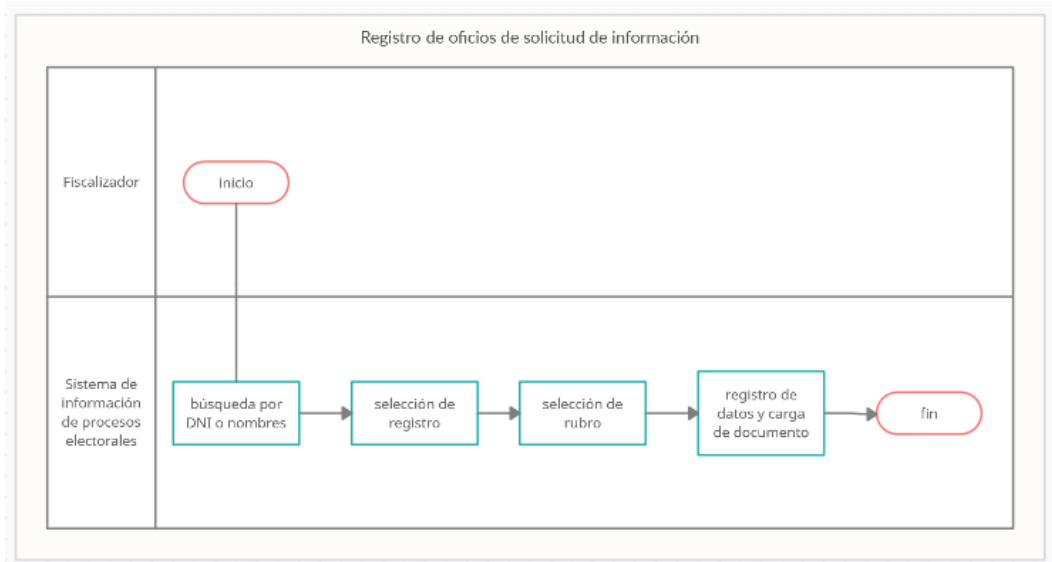 Registro de oficios de solicitud de información
Fiscalizador
inicio
Sistema de
información
de procesos
electorales
búsqueda por
DNI o nombres
selección de
registro
selección de
rubro
registro de
datos y carga
de documento
fin